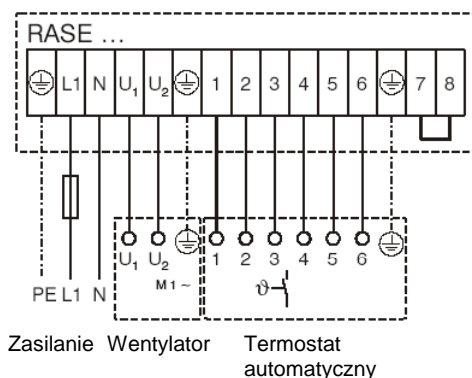 RASE ...
L1 N U1 U2 1 2 3 4 5 6 7 8
U1 U2 1 2 3 4 5 6
M 1 ~ ϑ
PE L1 N
Zasilanie Wentylator Termostat
automatyczny